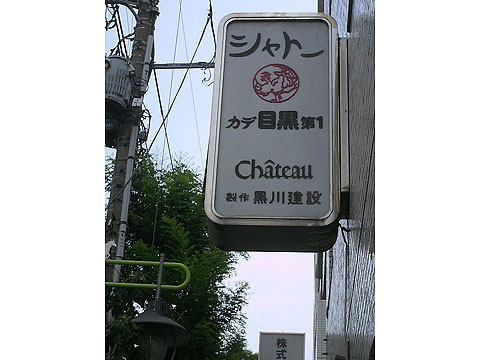 シャトー
カデ目黒第1
Château
製作 黒川建設
株式